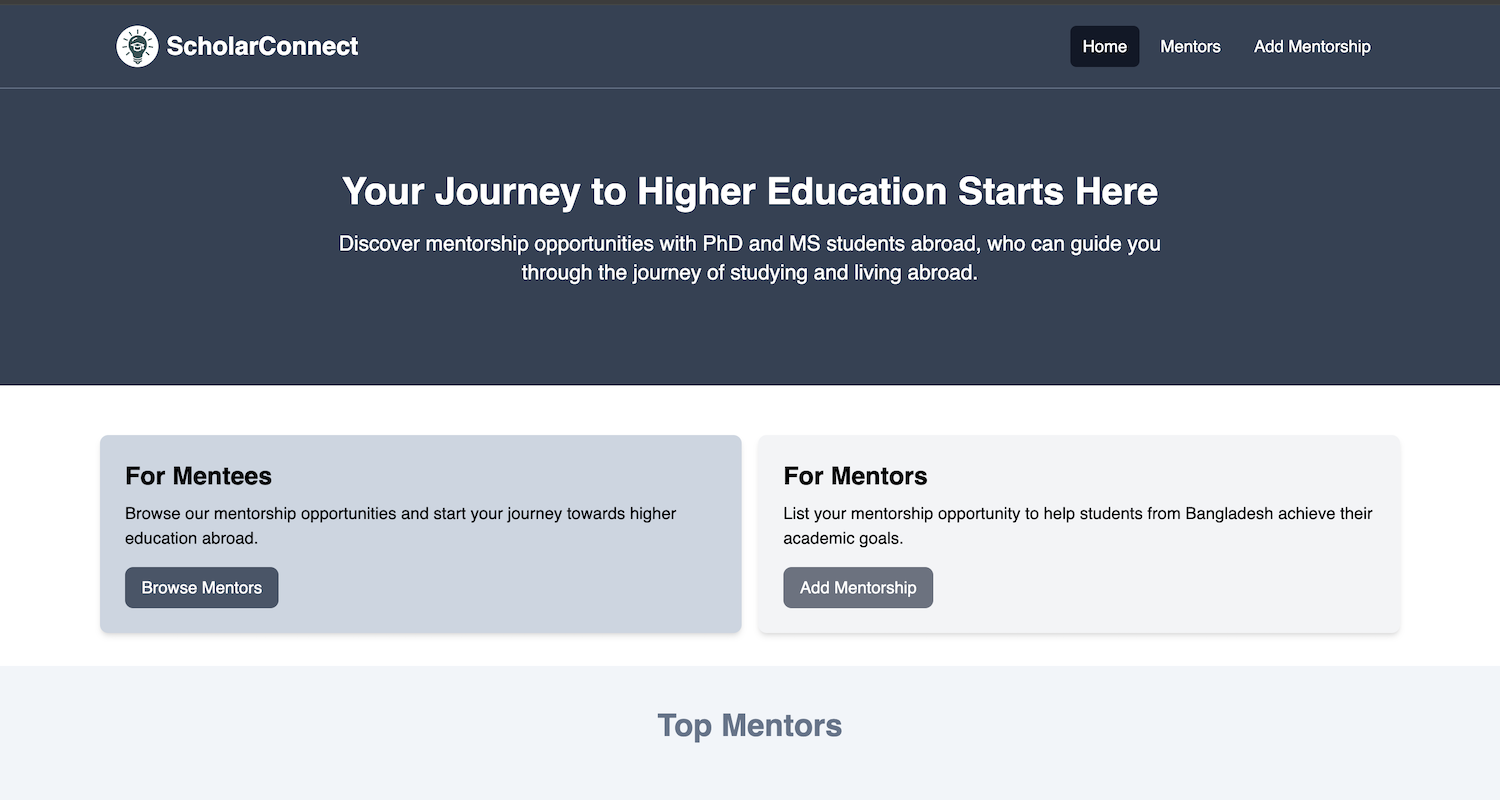 ScholarConnect
Home
Mentors
Add Mentorship
Your Journey to Higher Education Starts Here
Discover mentorship opportunities with PhD and MS students abroad, who can guide you
through the journey of studying and living abroad.
For Mentees
Browse our mentorship opportunities and start your journey towards higher
education abroad.
Browse Mentors
For Mentors
List your mentorship opportunity to help students from Bangladesh achieve their
academic goals.
Add Mentorship
Top Mentors